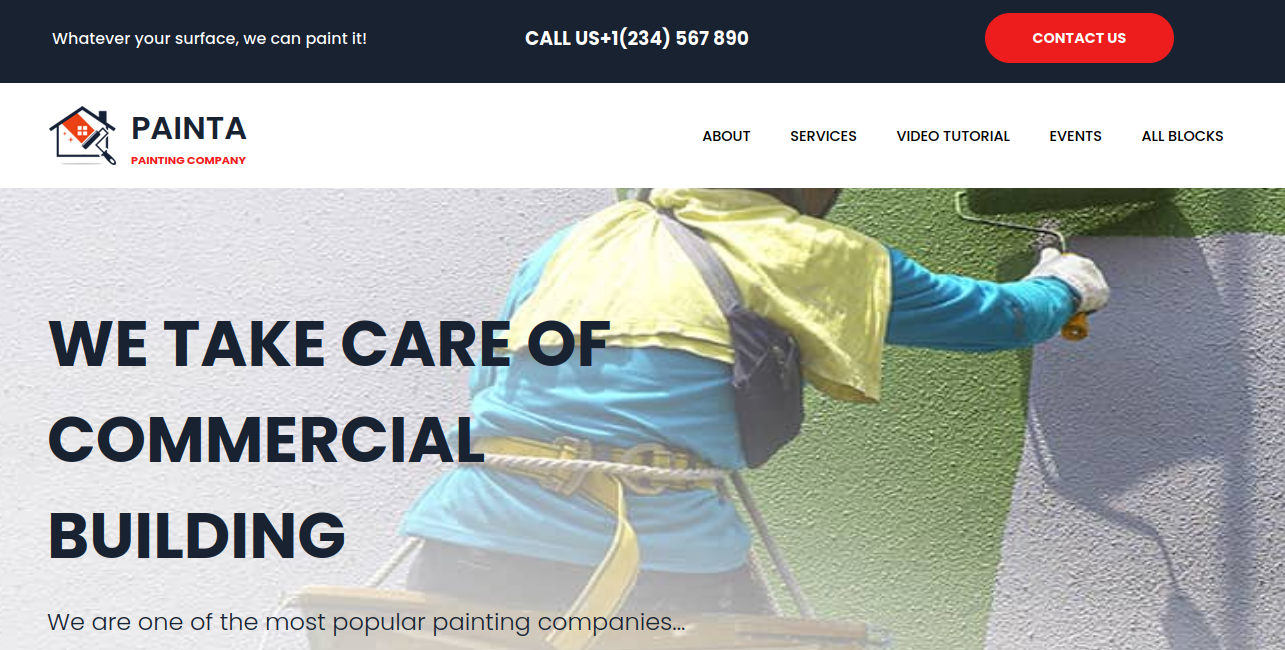 Whatever your surface, we can paint it!
CALL US+1(234) 567 890
CONTACT US
PAINTA
PAINTING COMPANY
ABOUT
SERVICES
VIDEO TUTORIAL
EVENTS
ALL BLOCKS
WE TAKE CARE OF
COMMERCIAL
BUILDING
We are one of the most popular painting companies...